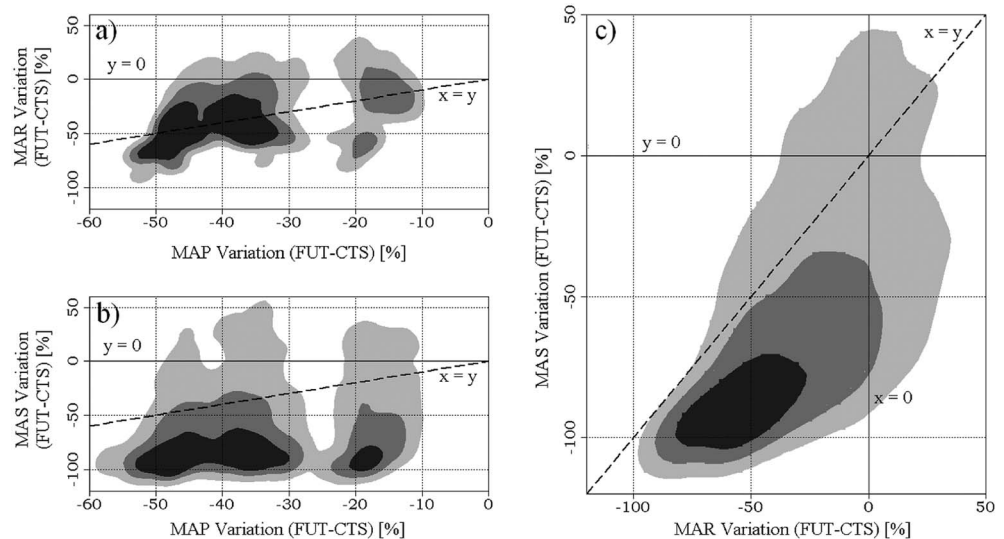 a)
y = 0
x = y
50
0
-50
-100
MAR Variation
(FUT-CTS) [%]
-60
-50
-40
-30
-20
-10
0
MAP Variation (FUT-CTS) [%]
b)
y = 0
x = y
50
0
-50
-100
MAS Variation
(FUT-CTS) [%]
-60
-50
-40
-30
-20
-10
0
MAP Variation (FUT-CTS) [%]
c)
x = y
y = 0
x = 0
50
0
-50
-100
MAS Variation (FUT-CTS) [%]
-100
-50
0
50
MAR Variation (FUT-CTS) [%]